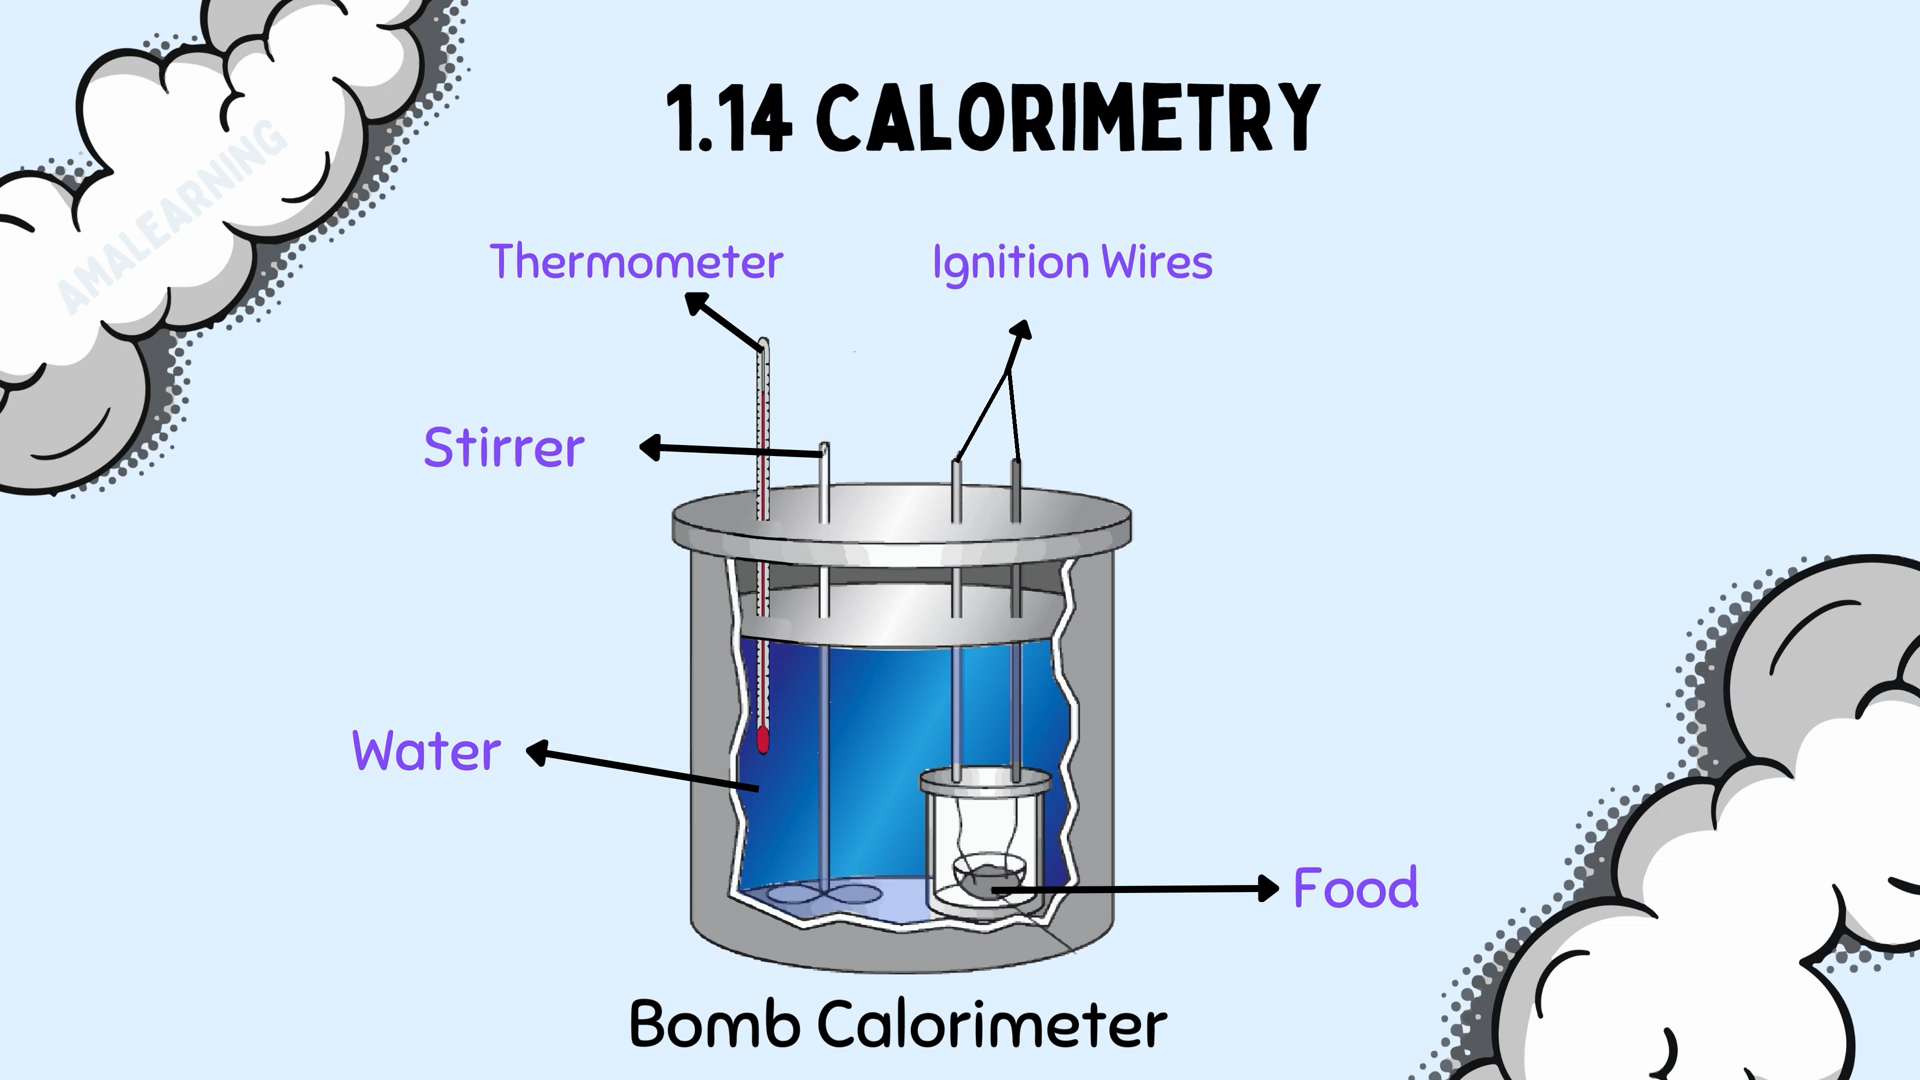 AMALEARNING
1.14 CALORIMETRY
Thermometer
Ignition Wires
Stirrer
Water
Food
Bomb Calorimeter